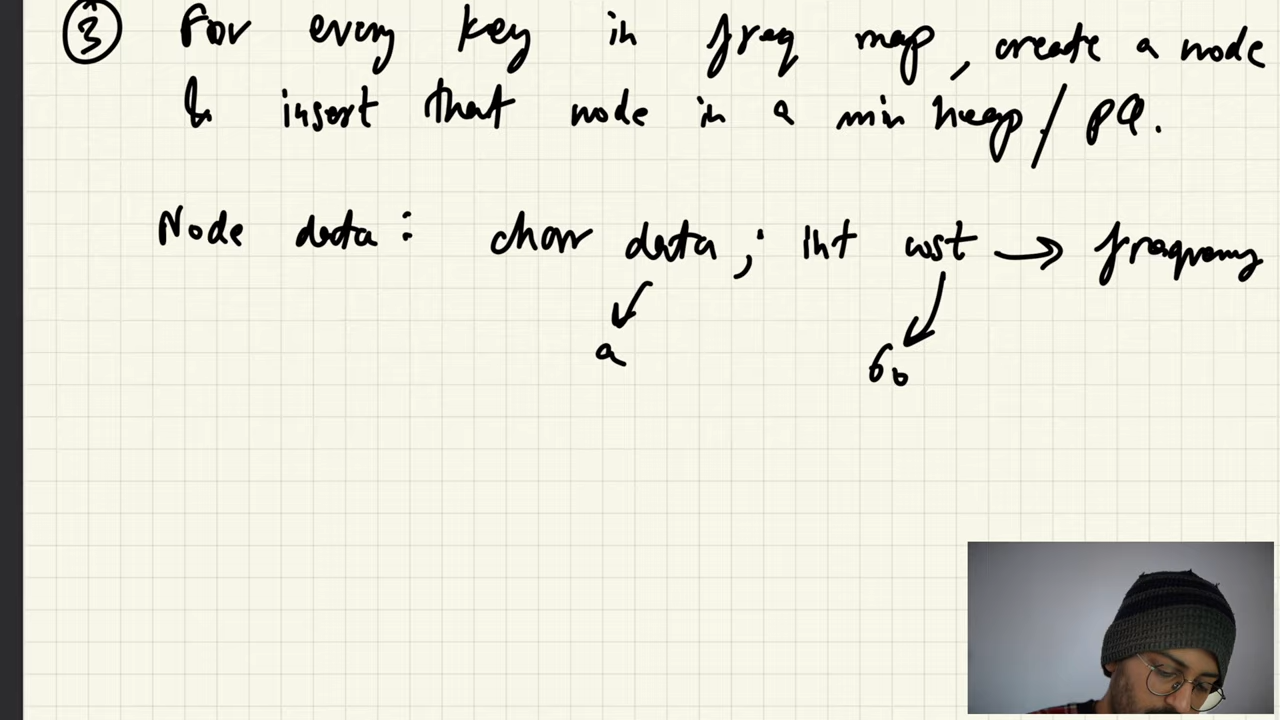 ③ For every key in freq map, create a node
& insert that node in a min heap / PQ.
Node data : char data ; Int cost → frequency
a
60